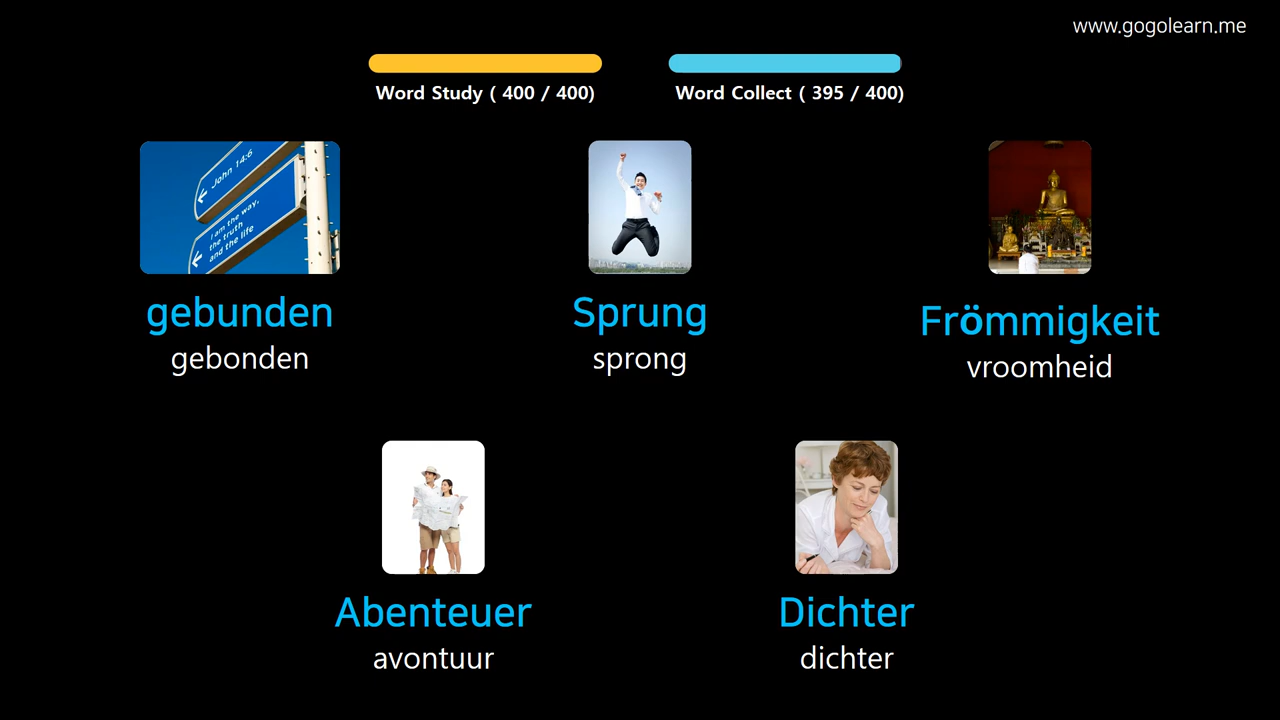 www.gogolearn.me
Word Study ( 400 / 400)
Word Collect ( 395 / 400)
John 14:6
I am the way,
the truth
and the life
gebunden
gebonden
Sprung
sprong
Frömmigkeit
vroomheid
Abenteuer
avontuur
Dichter
dichter